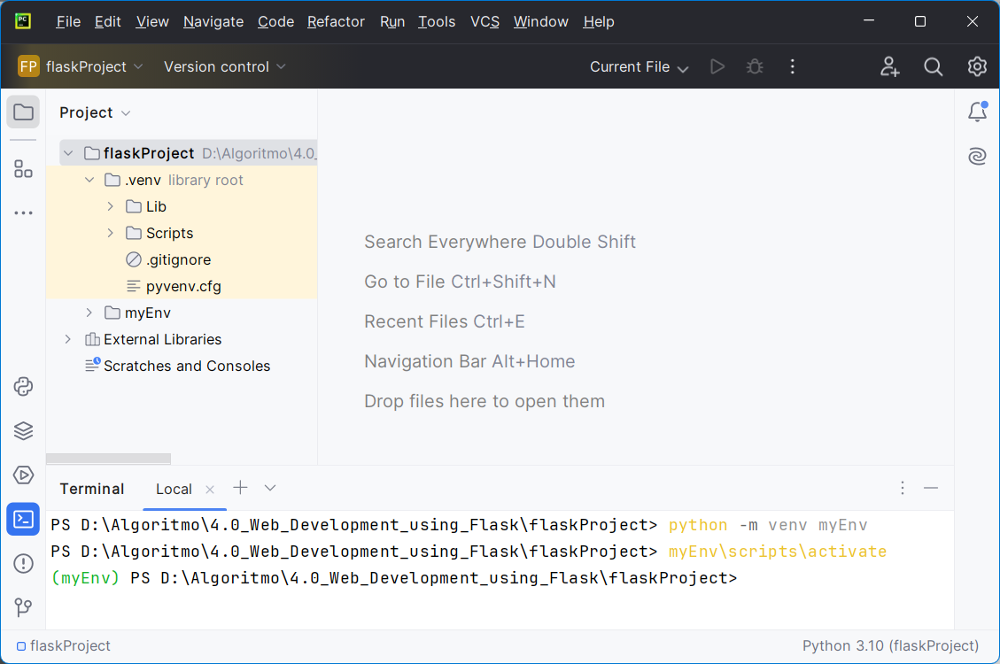 PC File Edit View Navigate Code Refactor Run Tools VCS Window Help
FP flaskProject Version control Current File
Project
flaskProject D:\Algoritmo\4.0_
.venv library root
Lib
Scripts
.gitignore
pyvenv.cfg
myEnv
External Libraries
Scratches and Consoles
Search Everywhere Double Shift
Go to File Ctrl+Shift+N
Recent Files Ctrl+E
Navigation Bar Alt+Home
Drop files here to open them
Terminal Local
PS D:\Algoritmo\4.0_Web_Development_using_Flask\flaskProject> python -m venv myEnv
PS D:\Algoritmo\4.0_Web_Development_using_Flask\flaskProject> myEnv\scripts\activate
(myEnv) PS D:\Algoritmo\4.0_Web_Development_using_Flask\flaskProject>
flaskProject Python 3.10 (flaskProject)